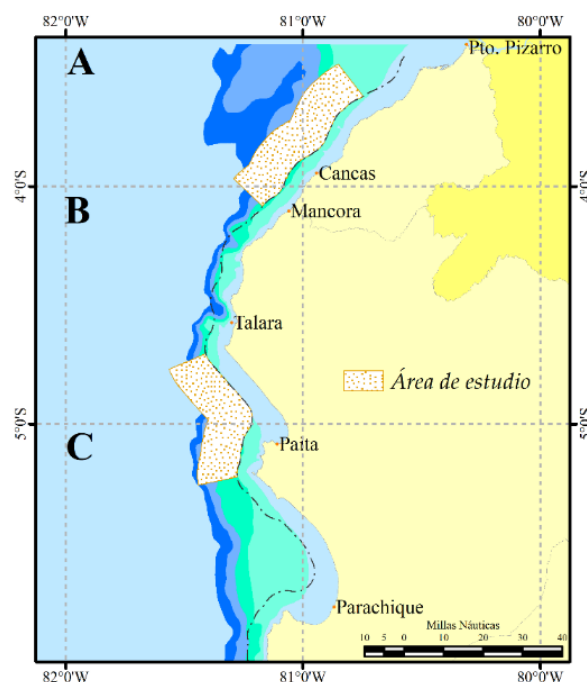 82°0'W 81°0'W 80°0'W
A
Pto. Pizarro
Cancas
4°0'S 4°0'S
B
Mancora
Talara
Área de estudio
5°0'S 5°0'S
C
Paita
Parachique
Millas Náuticas
10 5 0 10 20 30 40
82°0'W 81°0'W 80°0'W